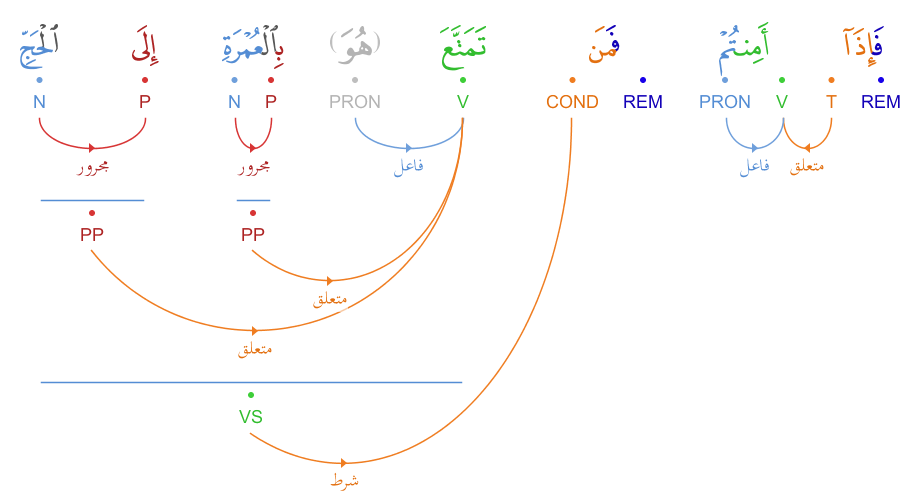 فَإِذَآ أَمِنتُمْ فَمَن تَمَتَّعَ (هُوَ) بِٱلْعُمْرَةِ إِلَى ٱلْحَجِّ
REM T V PRON REM COND V PRON P N P N
متعلق فاعل فاعل مجرور مجرور
PP PP
متعلق
متعلق
VS
شرط